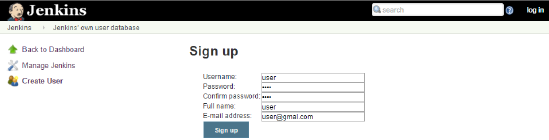 Jenkins
search
log in
Jenkins
Jenkins' own user database
Back to Dashboard
Manage Jenkins
Create User
Sign up
Username: user
Password: ••••
Confirm password: ••••
Full name: user
E-mail address: user@gmai.com
Sign up